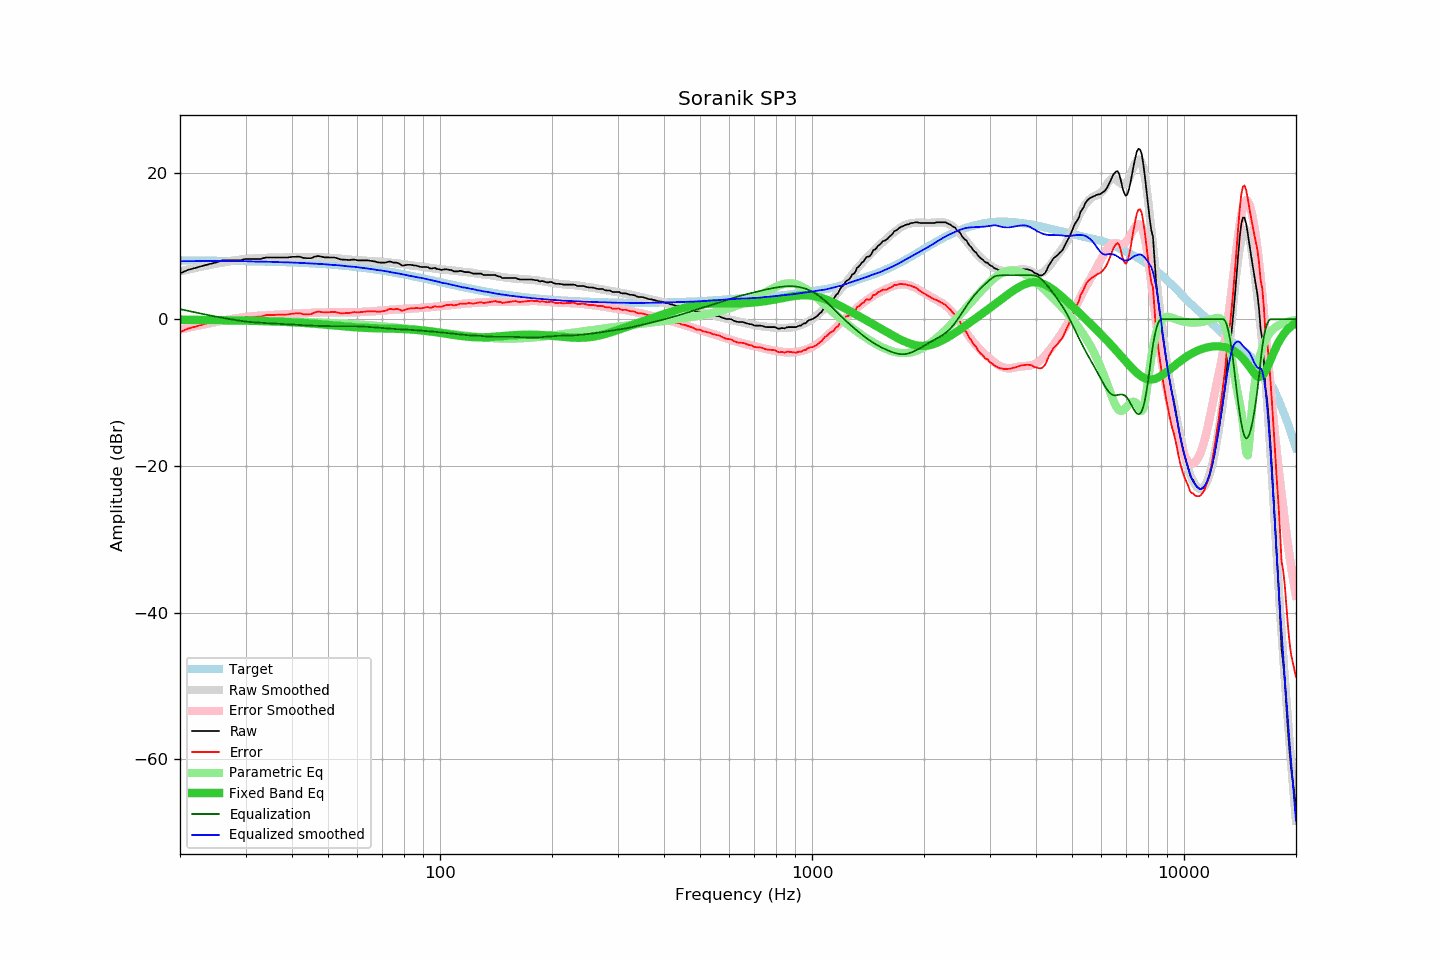 Soranik SP3
20
0
−20
−40
−60
Amplitude (dBr)
Target
Raw Smoothed
Error Smoothed
Raw
Error
Parametric Eq
Fixed Band Eq
Equalization
Equalized smoothed
100 1000 10000
Frequency (Hz)